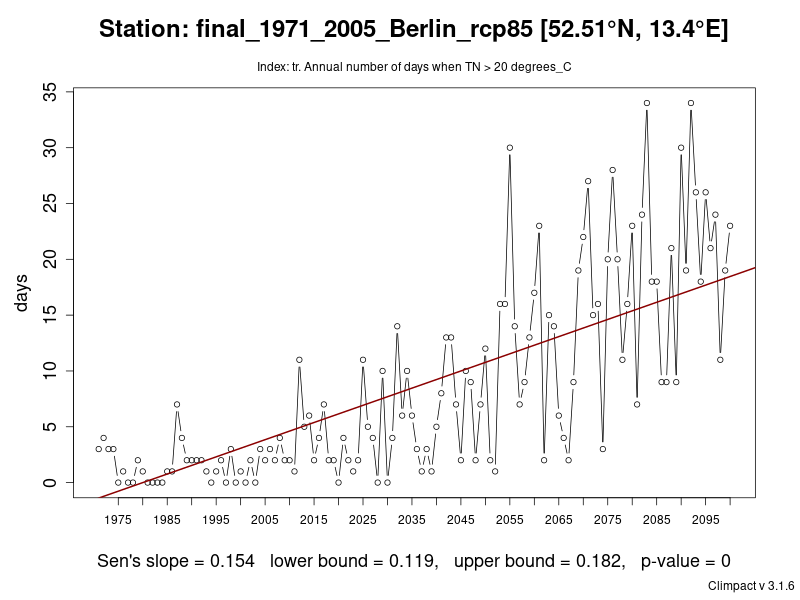 Station: final_1971_2005_Berlin_rcp85 [52.51°N, 13.4°E]
Index: tr. Annual number of days when TN > 20 degrees_C
35
30
25
20
15
10
5
0
days
1975 1985 1995 2005 2015 2025 2035 2045 2055 2065 2075 2085 2095
Sen's slope = 0.154 lower bound = 0.119, upper bound = 0.182, p-value = 0
Climpact v 3.1.6